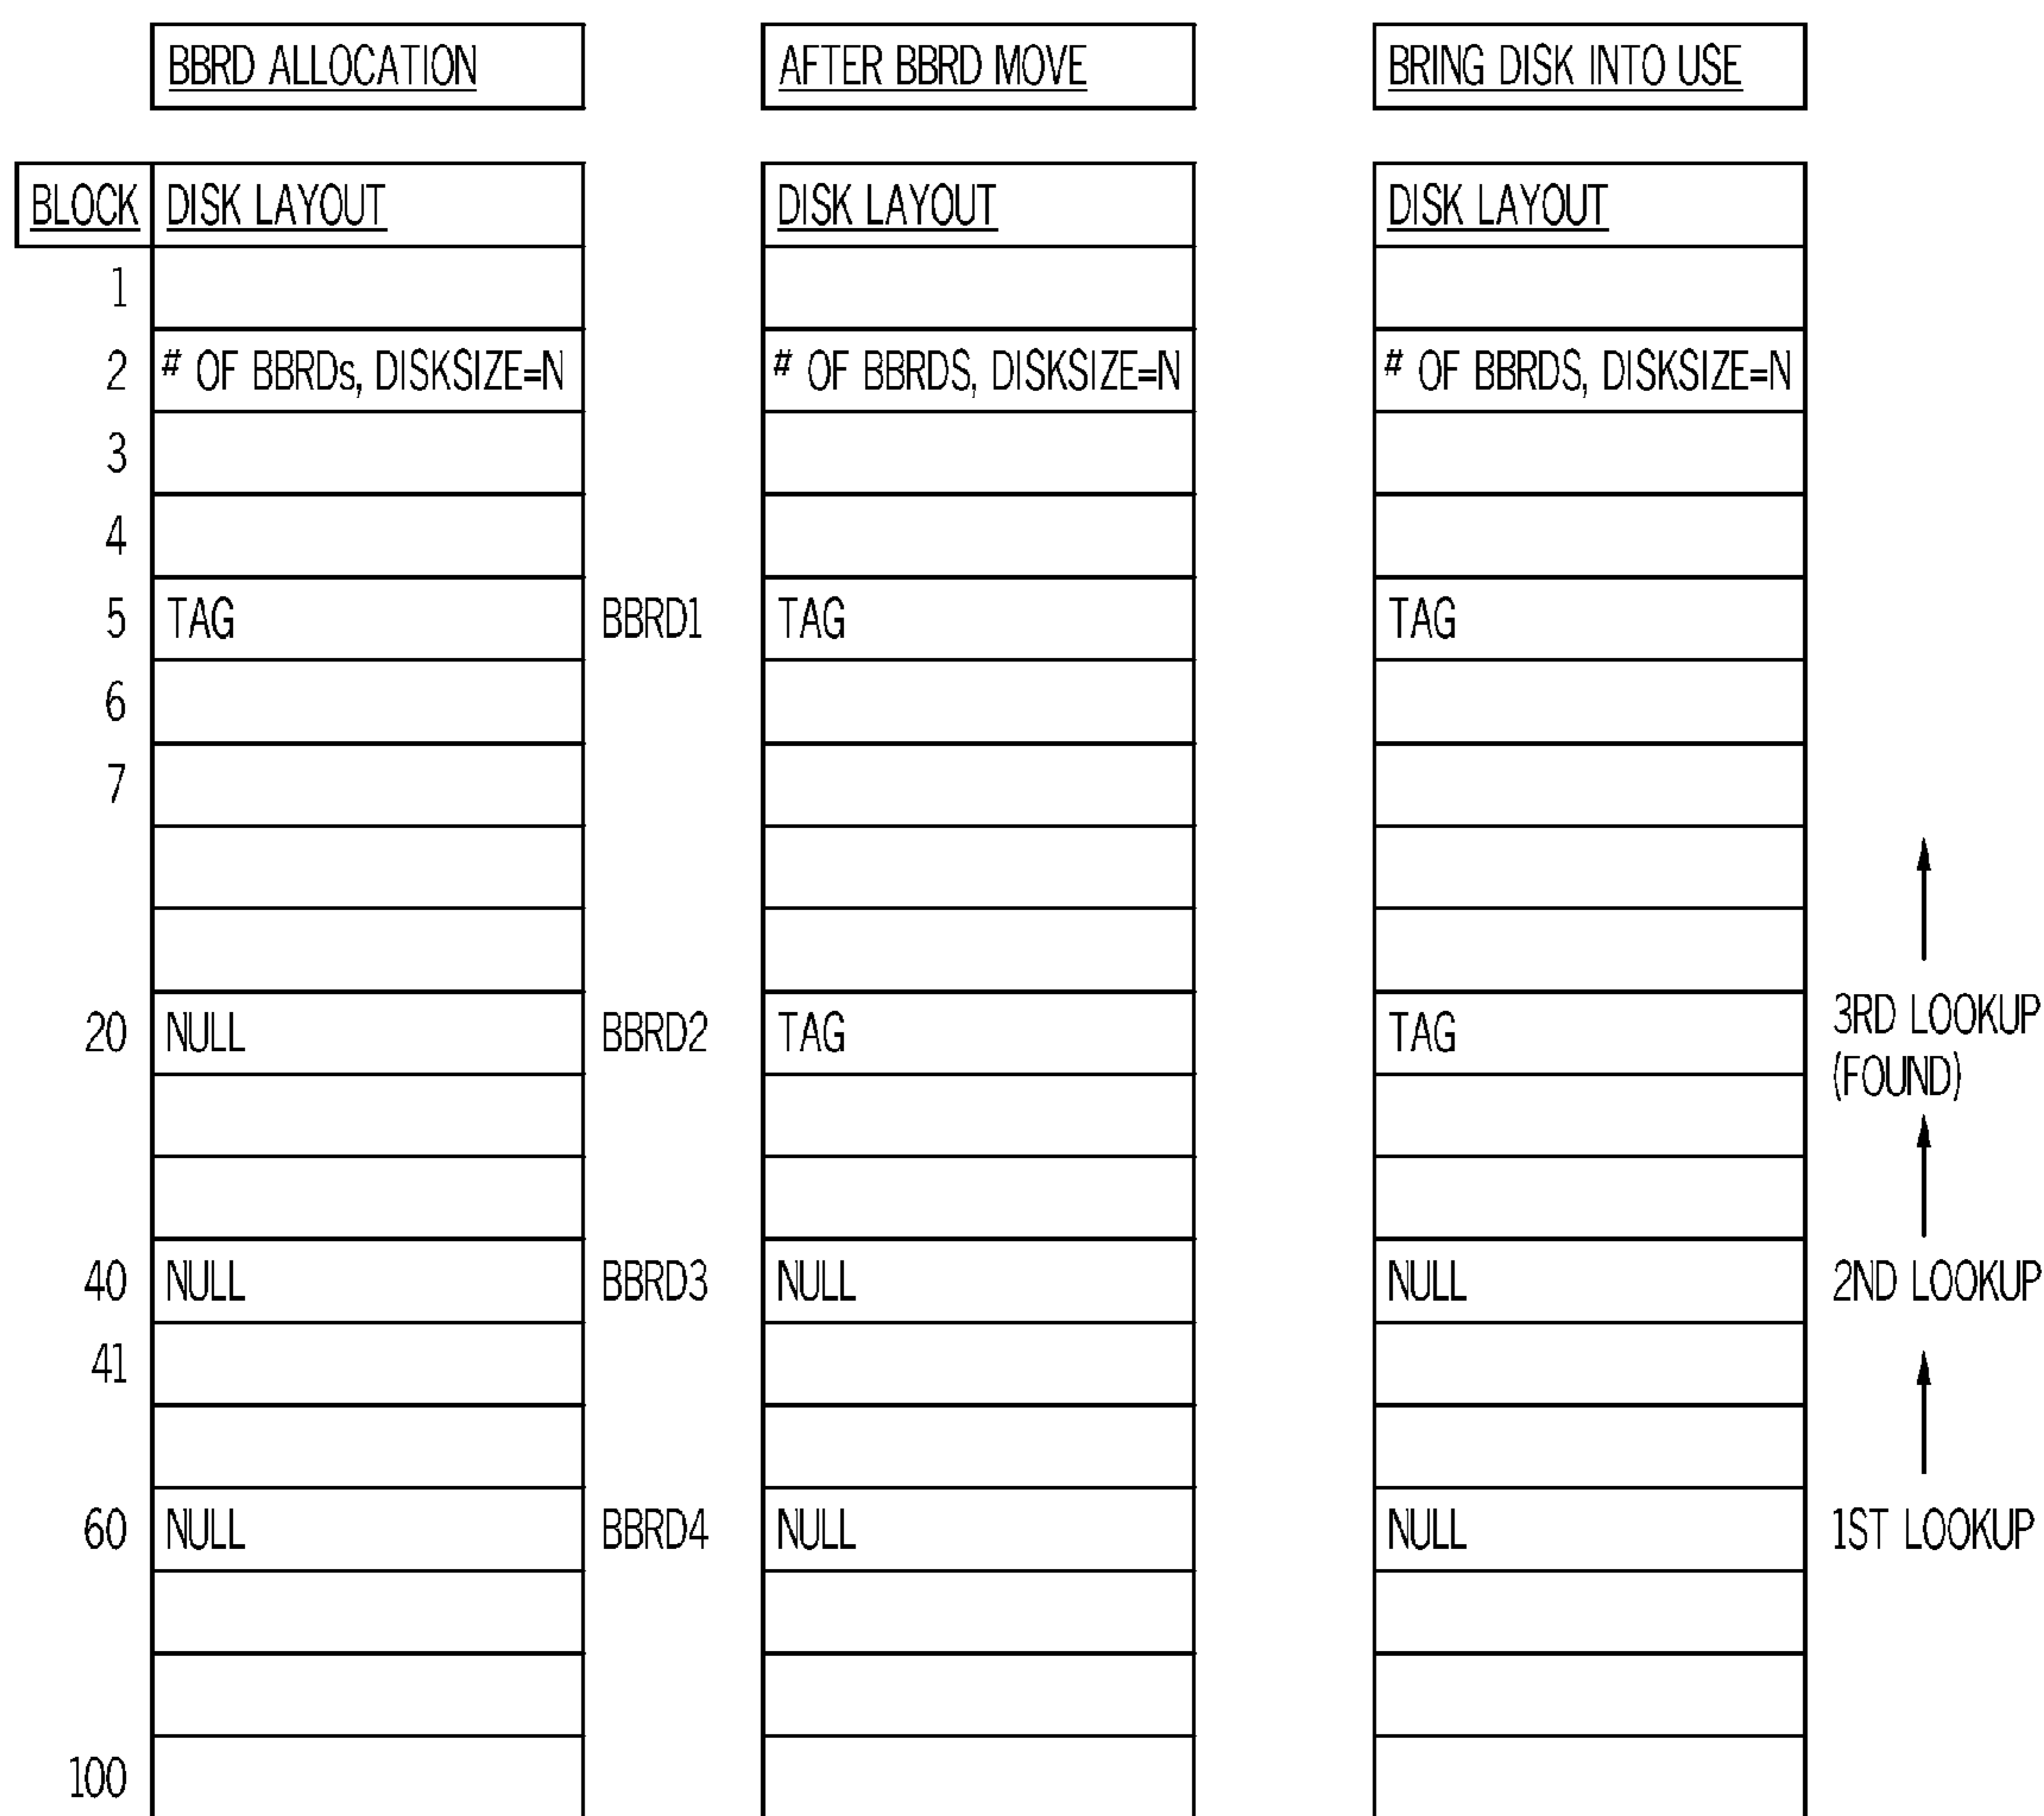 BBRD ALLOCATION AFTER BBRD MOVE BRING DISK INTO USE
BLOCK DISK LAYOUT DISK LAYOUT DISK LAYOUT
1
2 # OF BBRDs, DISKSIZE=N # OF BBRDS, DISKSIZE=N # OF BBRDS, DISKSIZE=N
3
4
5 TAG BBRD1 TAG TAG
6
7
20 NULL BBRD2 TAG TAG 3RD LOOKUP
(FOUND)
40 NULL BBRD3 NULL NULL 2ND LOOKUP
41
60 NULL BBRD4 NULL NULL 1ST LOOKUP
100